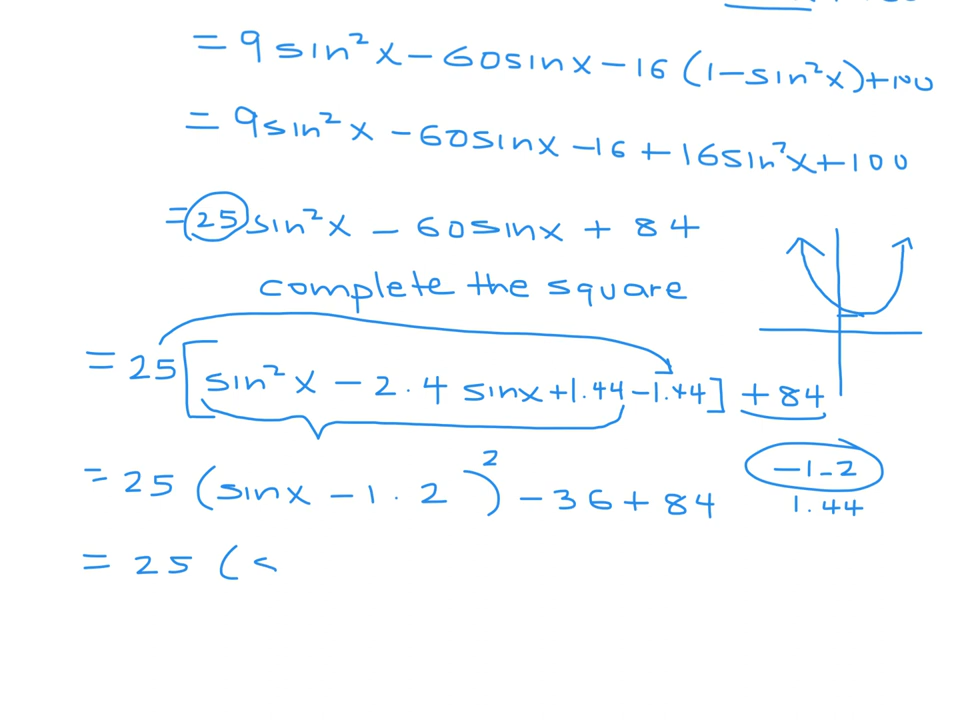 = 9 sin²x - 60sinx - 16 (1-sin²x)+100
= 9sin²x - 60sinx - 16 + 16sin²x+100
= 25 sin²x - 60sinx + 84
complete the square
= 25 [sin²x - 2.4 sinx+1.44-1.44] + 84
-1.2
1.44
= 25 (sinx - 1.2)² - 36 + 84
= 25 (s